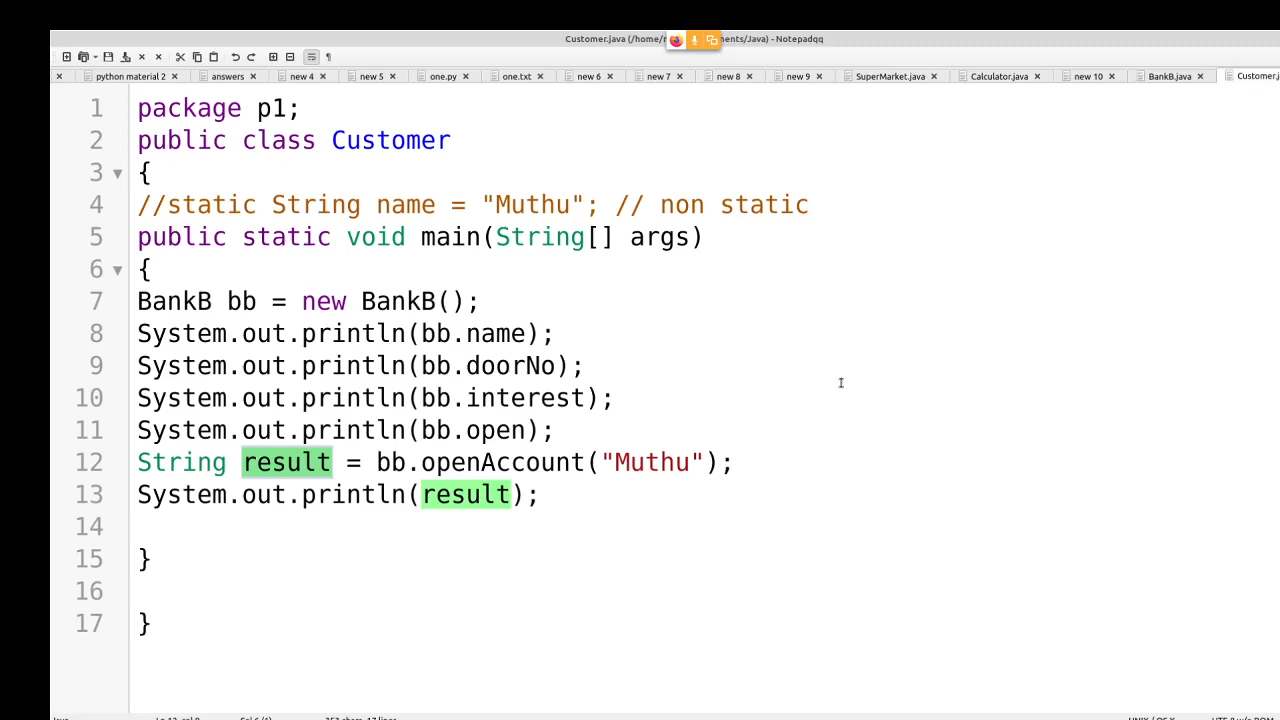 Customer.java (/home/r ments/Java) - Notepadqq
python material 2 answers new 4 new 5 one.py one.txt new 6 new 7 new 8 new 9 SuperMarket.java Calculator.java new 10 BankB.java Customer.j
1 package p1;
2 public class Customer
3 {
4 //static String name = "Muthu"; // non static
5 public static void main(String[] args)
6 {
7 BankB bb = new BankB();
8 System.out.println(bb.name);
9 System.out.println(bb.doorNo);
10 System.out.println(bb.interest);
11 System.out.println(bb.open);
12 String result = bb.openAccount("Muthu");
13 System.out.println(result);
14
15 }
16
17 }